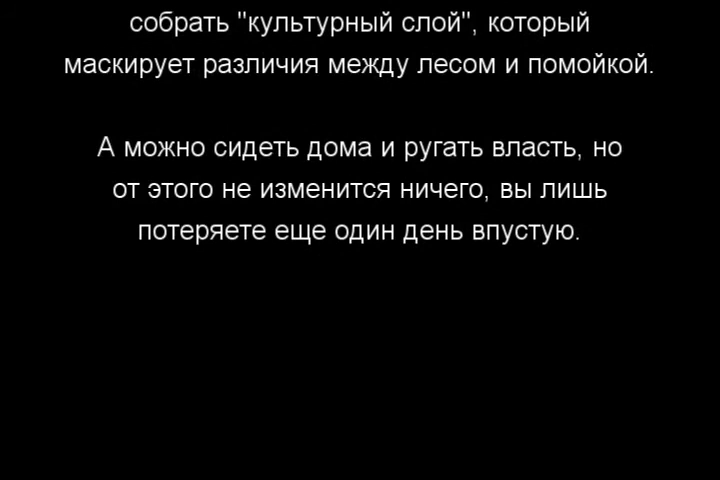 собрать "культурный слой", который
маскирует различия между лесом и помойкой.
А можно сидеть дома и ругать власть, но
от этого не изменится ничего, вы лишь
потеряете еще один день впустую.